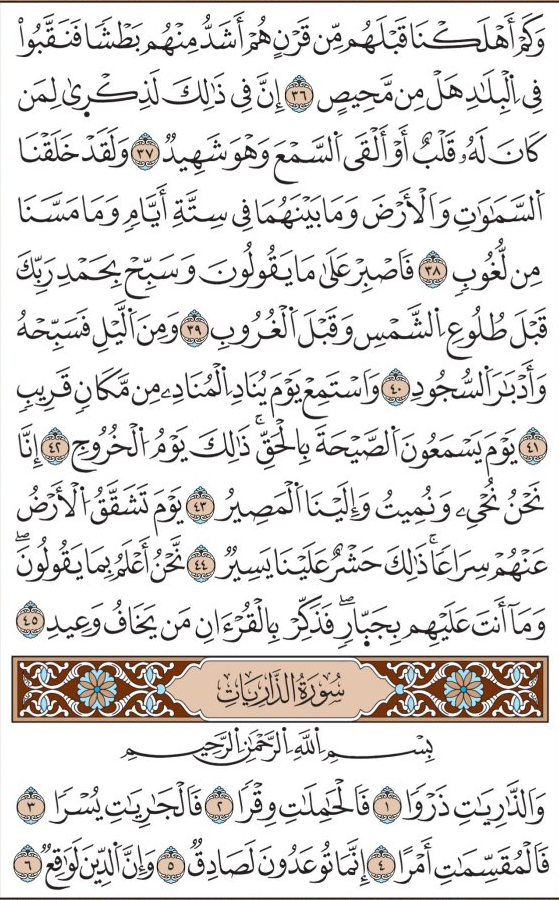 وَكَمْ أَهْلَكْنَا قَبْلَهُم مِّن قَرْنٍ هُمْ أَشَدُّ مِنْهُم بَطْشًا فَنَقَّبُوا۟
فِى ٱلْبِلَٰدِ هَلْ مِن مَّحِيصٍ ٣٦ إِنَّ فِى ذَٰلِكَ لَذِكْرَىٰ لِمَن
كَانَ لَهُۥ قَلْبٌ أَوْ أَلْقَى ٱلسَّمْعَ وَهُوَ شَهِيدٌ ٣٧ وَلَقَدْ خَلَقْنَا
ٱلسَّمَٰوَٰتِ وَٱلْأَرْضَ وَمَا بَيْنَهُمَا فِى سِتَّةِ أَيَّامٍ وَمَا مَسَّنَا
مِن لُّغُوبٍ ٣٨ فَٱصْبِرْ عَلَىٰ مَا يَقُولُونَ وَسَبِّحْ بِحَمْدِ رَبِّكَ
قَبْلَ طُلُوعِ ٱلشَّمْسِ وَقَبْلَ ٱلْغُرُوبِ ٣٩ وَمِنَ ٱلَّيْلِ فَسَبِّحْهُ
وَأَدْبَٰرَ ٱلسُّجُودِ ٤٠ وَٱسْتَمِعْ يَوْمَ يُنَادِ ٱلْمُنَادِ مِن مَّكَانٍ قَرِيبٍ
٤١ يَوْمَ يَسْمَعُونَ ٱلصَّيْحَةَ بِٱلْحَقِّ ۚ ذَٰلِكَ يَوْمُ ٱلْخُرُوجِ ٤٢ إِنَّا
نَحْنُ نُحْىِۦ وَنُمِيتُ وَإِلَيْنَا ٱلْمَصِيرُ ٤٣ يَوْمَ تَشَقَّقُ ٱلْأَرْضُ
عَنْهُمْ سِرَاعًا ۚ ذَٰلِكَ حَشْرٌ عَلَيْنَا يَسِيرٌ ٤٤ نَّحْنُ أَعْلَمُ بِمَا يَقُولُونَ ۖ
وَمَآ أَنتَ عَلَيْهِم بِجَبَّارٍ ۖ فَذَكِّرْ بِٱلْقُرْءَانِ مَن يَخَافُ وَعِيدِ ٤٥
سُورَةُ الذَّارِيَاتِ
بِسْمِ ٱللَّهِ ٱلرَّحْمَٰنِ ٱلرَّحِيمِ
وَٱلذَّٰرِيَٰتِ ذَرْوًا ١ فَٱلْحَٰمِلَٰتِ وِقْرًا ٢ فَٱلْجَٰرِيَٰتِ يُسْرًا ٣
فَٱلْمُقَسِّمَٰتِ أَمْرًا ٤ إِنَّمَا تُوعَدُونَ لَصَادِقٌ ٥ وَإِنَّ ٱلدِّينَ لَوَٰقِعٌ ٦